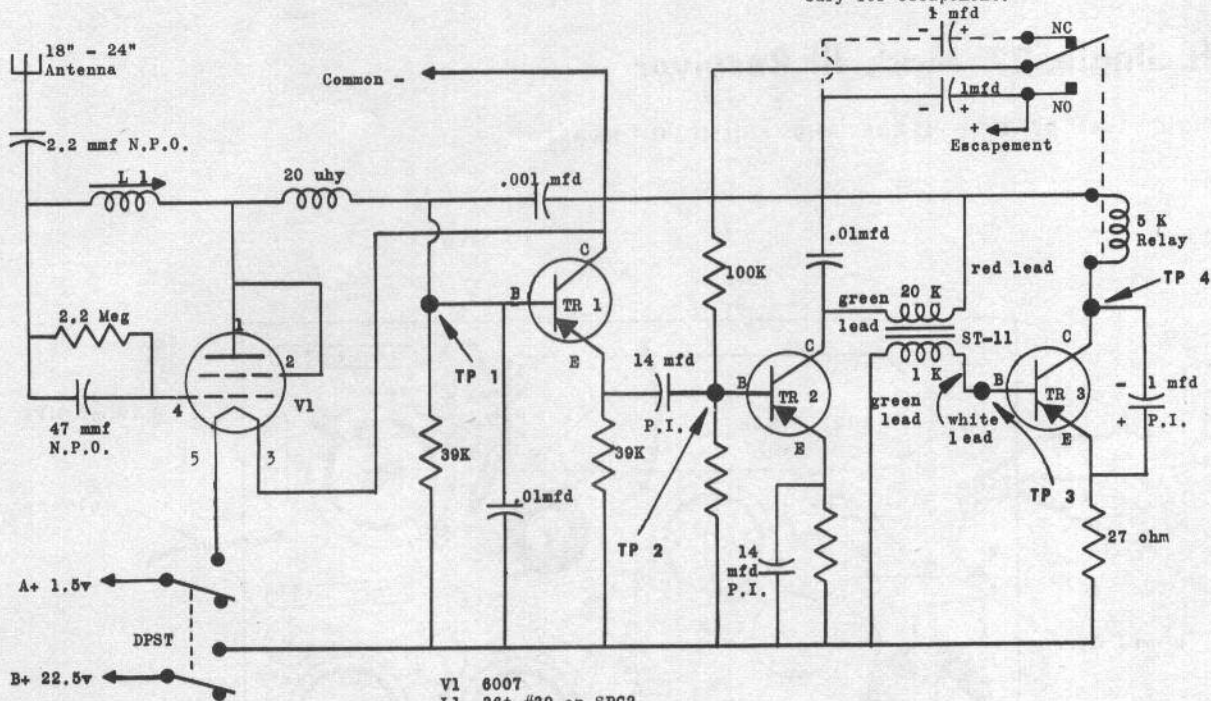 1 mfd
- +
NC
18" - 24"
Antenna
Common -
1mfd
- +
NO
+
Escapement
2.2 mmf N.P.O.
L 1
20 uhy
.001 mfd
5 K
Relay
C
.01mfd
100K
red lead
TP 4
B
TR 1
green
lead
20 K
2.2 Meg
1
2
ST-11
TP 1
E
14 mfd
P.I.
C
1 K
C
B
TR 2
B
TR 3
-
1 mfd
P.I.
+
4
V1
green
lead
white
lead
47 mmf
N.P.O.
E
E
5
3
39K
39K
.01mfd
TP 3
TP 2
27 ohm
14
mfd
P.I.
A+ 1.5v
DPST
B+ 22.5v
V1 6007